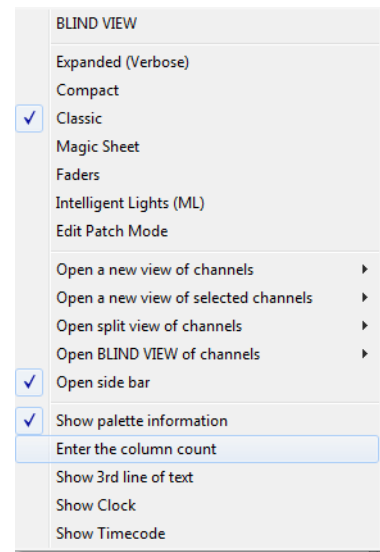 BLIND VIEW
Expanded (Verbose)
Compact
Classic
Magic Sheet
Faders
Intelligent Lights (ML)
Edit Patch Mode
Open a new view of channels
Open a new view of selected channels
Open split view of channels
Open BLIND VIEW of channels
Open side bar
Show palette information
Enter the column count
Show 3rd line of text
Show Clock
Show Timecode